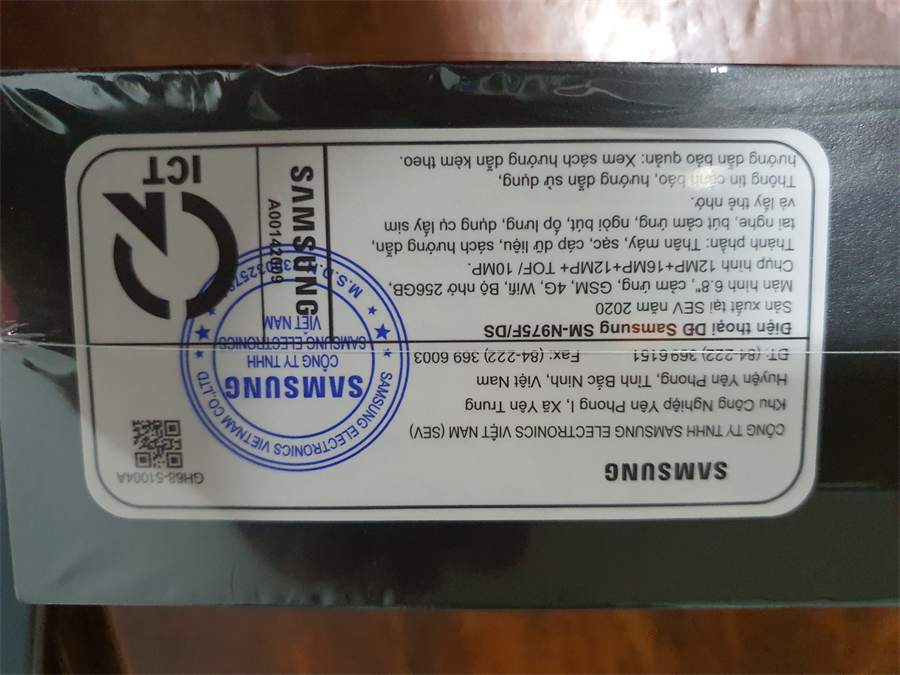 SAMSUNG
CÔNG TY TNHH SAMSUNG ELECTRONICS VIỆT NAM (SEV)
Khu Công Nghiệp Yên Phong I, Xã Yên Trung
Huyện Yên Phong, Tỉnh Bắc Ninh, Việt Nam
ĐT: (84-222) 369 6151 Fax: (84-222) 369 6003
Điện thoại DĐ Samsung SM-N975F/DS
Sản xuất tại SEV năm 2020
Màn hình 6.8", cảm ứng, GSM, 4G, Wifi, Bộ nhớ 256GB,
Chụp hình 12MP+16MP+12MP+ TOF/ 10MP.
Thành phần: Thân máy, sạc, cáp dữ liệu, sách hướng dẫn,
tai nghe, bút cảm ứng, ngòi bút, ốp lưng, dụng cụ lấy sim
và lấy thẻ nhớ.
Thông tin cảnh báo, hướng dẫn sử dụng,
hướng dẫn bảo quản: Xem sách hướng dẫn kèm theo.
GH68-51004A
SAMSUNG ELECTRONICS VIETNAM CO.,LTD
SAMSUNG
CÔNG TY TNHH
SAMSUNG ELECTRONICS
VIỆT NAM
SAMSUNG
ICT